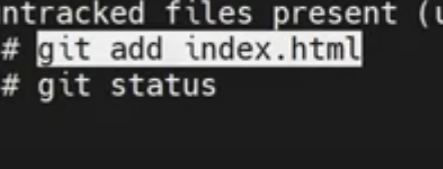 ntracked files present (u
# git add index.html
# git status